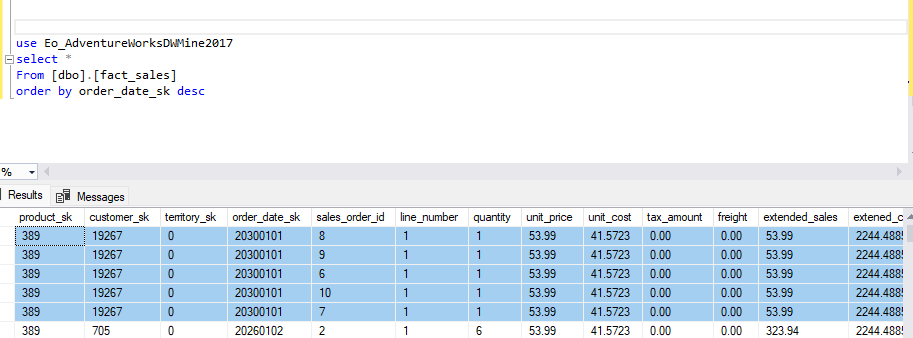 use Eo_AdventureWorksDWMine2017
select *
From [dbo].[fact_sales]
order by order_date_sk desc
%
Results Messages
product_sk customer_sk territory_sk order_date_sk sales_order_id line_number quantity unit_price unit_cost tax_amount freight extended_sales extened_c
389 19267 0 20300101 8 1 1 53.99 41.5723 0.00 0.00 53.99 2244.4885
389 19267 0 20300101 9 1 1 53.99 41.5723 0.00 0.00 53.99 2244.4885
389 19267 0 20300101 6 1 1 53.99 41.5723 0.00 0.00 53.99 2244.4885
389 19267 0 20300101 10 1 1 53.99 41.5723 0.00 0.00 53.99 2244.4885
389 19267 0 20300101 7 1 1 53.99 41.5723 0.00 0.00 53.99 2244.4885
389 705 0 20260102 2 1 6 53.99 41.5723 0.00 0.00 323.94 2244.4885